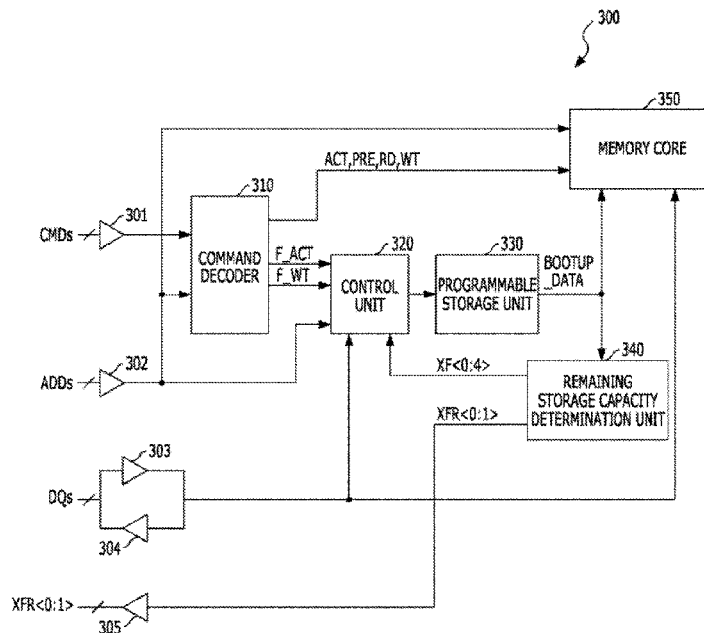 300
350
MEMORY CORE
ACT,PRE,RD,WT
310
301
CMDs
COMMAND
DECODER
F_ACT
F_WT
320
CONTROL
UNIT
330
PROGRAMMABLE
STORAGE UNIT
BOOTUP
_DATA
302
ADDs
340
XF<0:4>
REMAINING
STORAGE CAPACITY
DETERMINATION UNIT
XFR<0:1>
303
DQs
304
XFR<0:1>
305